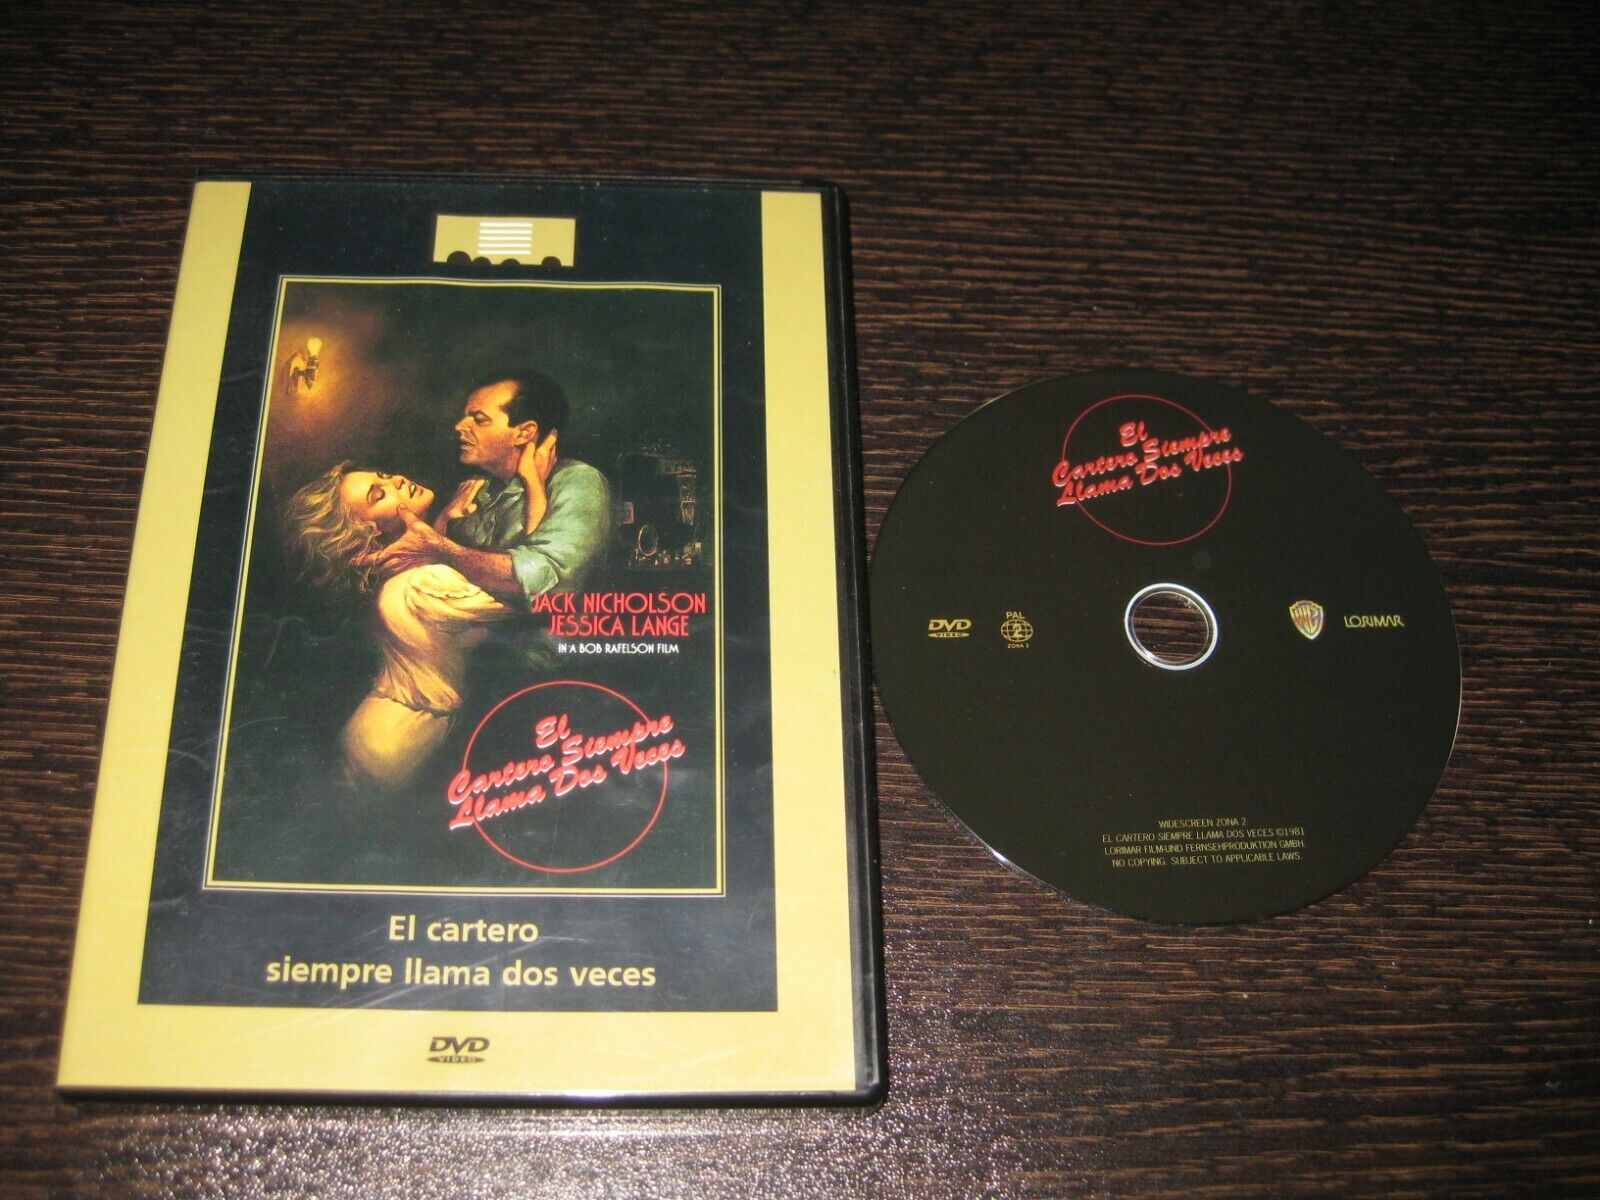 JACK NICHOLSON
JESSICA LANGE
IN A BOB RAFELSON FILM
El
Cartero Siempre
Llama Dos Veces
El cartero
siempre llama dos veces
DVD
VIDEO
El
Cartero Siempre
Llama Dos Veces
DVD
VIDEO
PAL
2
ZONA 2
WB
LORIMAR
WIDESCREEN ZONA 2
EL CARTERO SIEMPRE LLAMA DOS VECES ©1981
LORIMAR FILM-UND FERNSEHPRODUKTION GMBH.
NO COPYING. SUBJECT TO APPLICABLE LAWS.